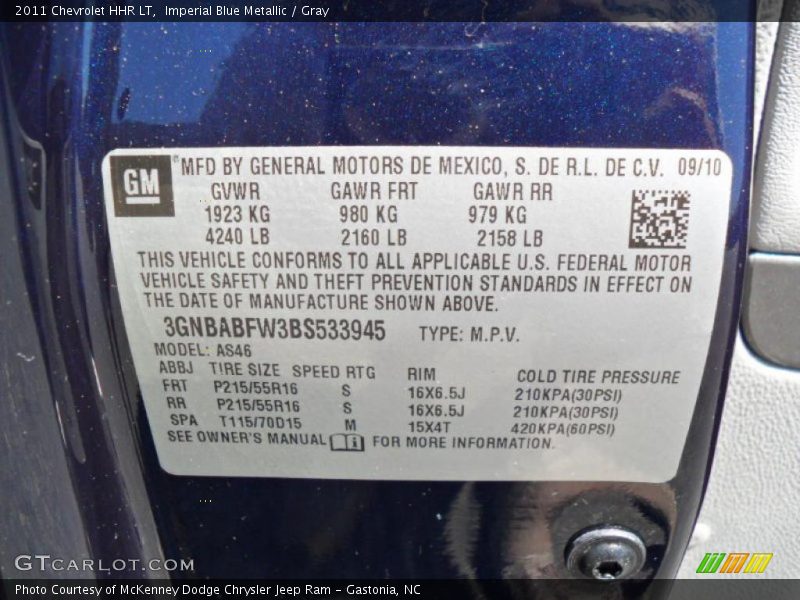 2011 Chevrolet HHR LT, Imperial Blue Metallic / Gray
GM ® MFD BY GENERAL MOTORS DE MEXICO, S. DE R.L. DE C.V. 09/10
GVWR GAWR FRT GAWR RR
1923 KG 980 KG 979 KG
4240 LB 2160 LB 2158 LB
THIS VEHICLE CONFORMS TO ALL APPLICABLE U.S. FEDERAL MOTOR
VEHICLE SAFETY AND THEFT PREVENTION STANDARDS IN EFFECT ON
THE DATE OF MANUFACTURE SHOWN ABOVE.
3GNBABFW3BS533945 TYPE: M.P.V.
MODEL: AS46
ABBJ TIRE SIZE SPEED RTG RIM COLD TIRE PRESSURE
FRT P215/55R16 S 16X6.5J 210KPA(30PSI)
RR P215/55R16 S 16X6.5J 210KPA(30PSI)
SPA T115/70D15 M 15X4T 420KPA(60PSI)
SEE OWNER'S MANUAL FOR MORE INFORMATION.
GTCARLOT.COM
Photo Courtesy of McKenney Dodge Chrysler Jeep Ram - Gastonia, NC